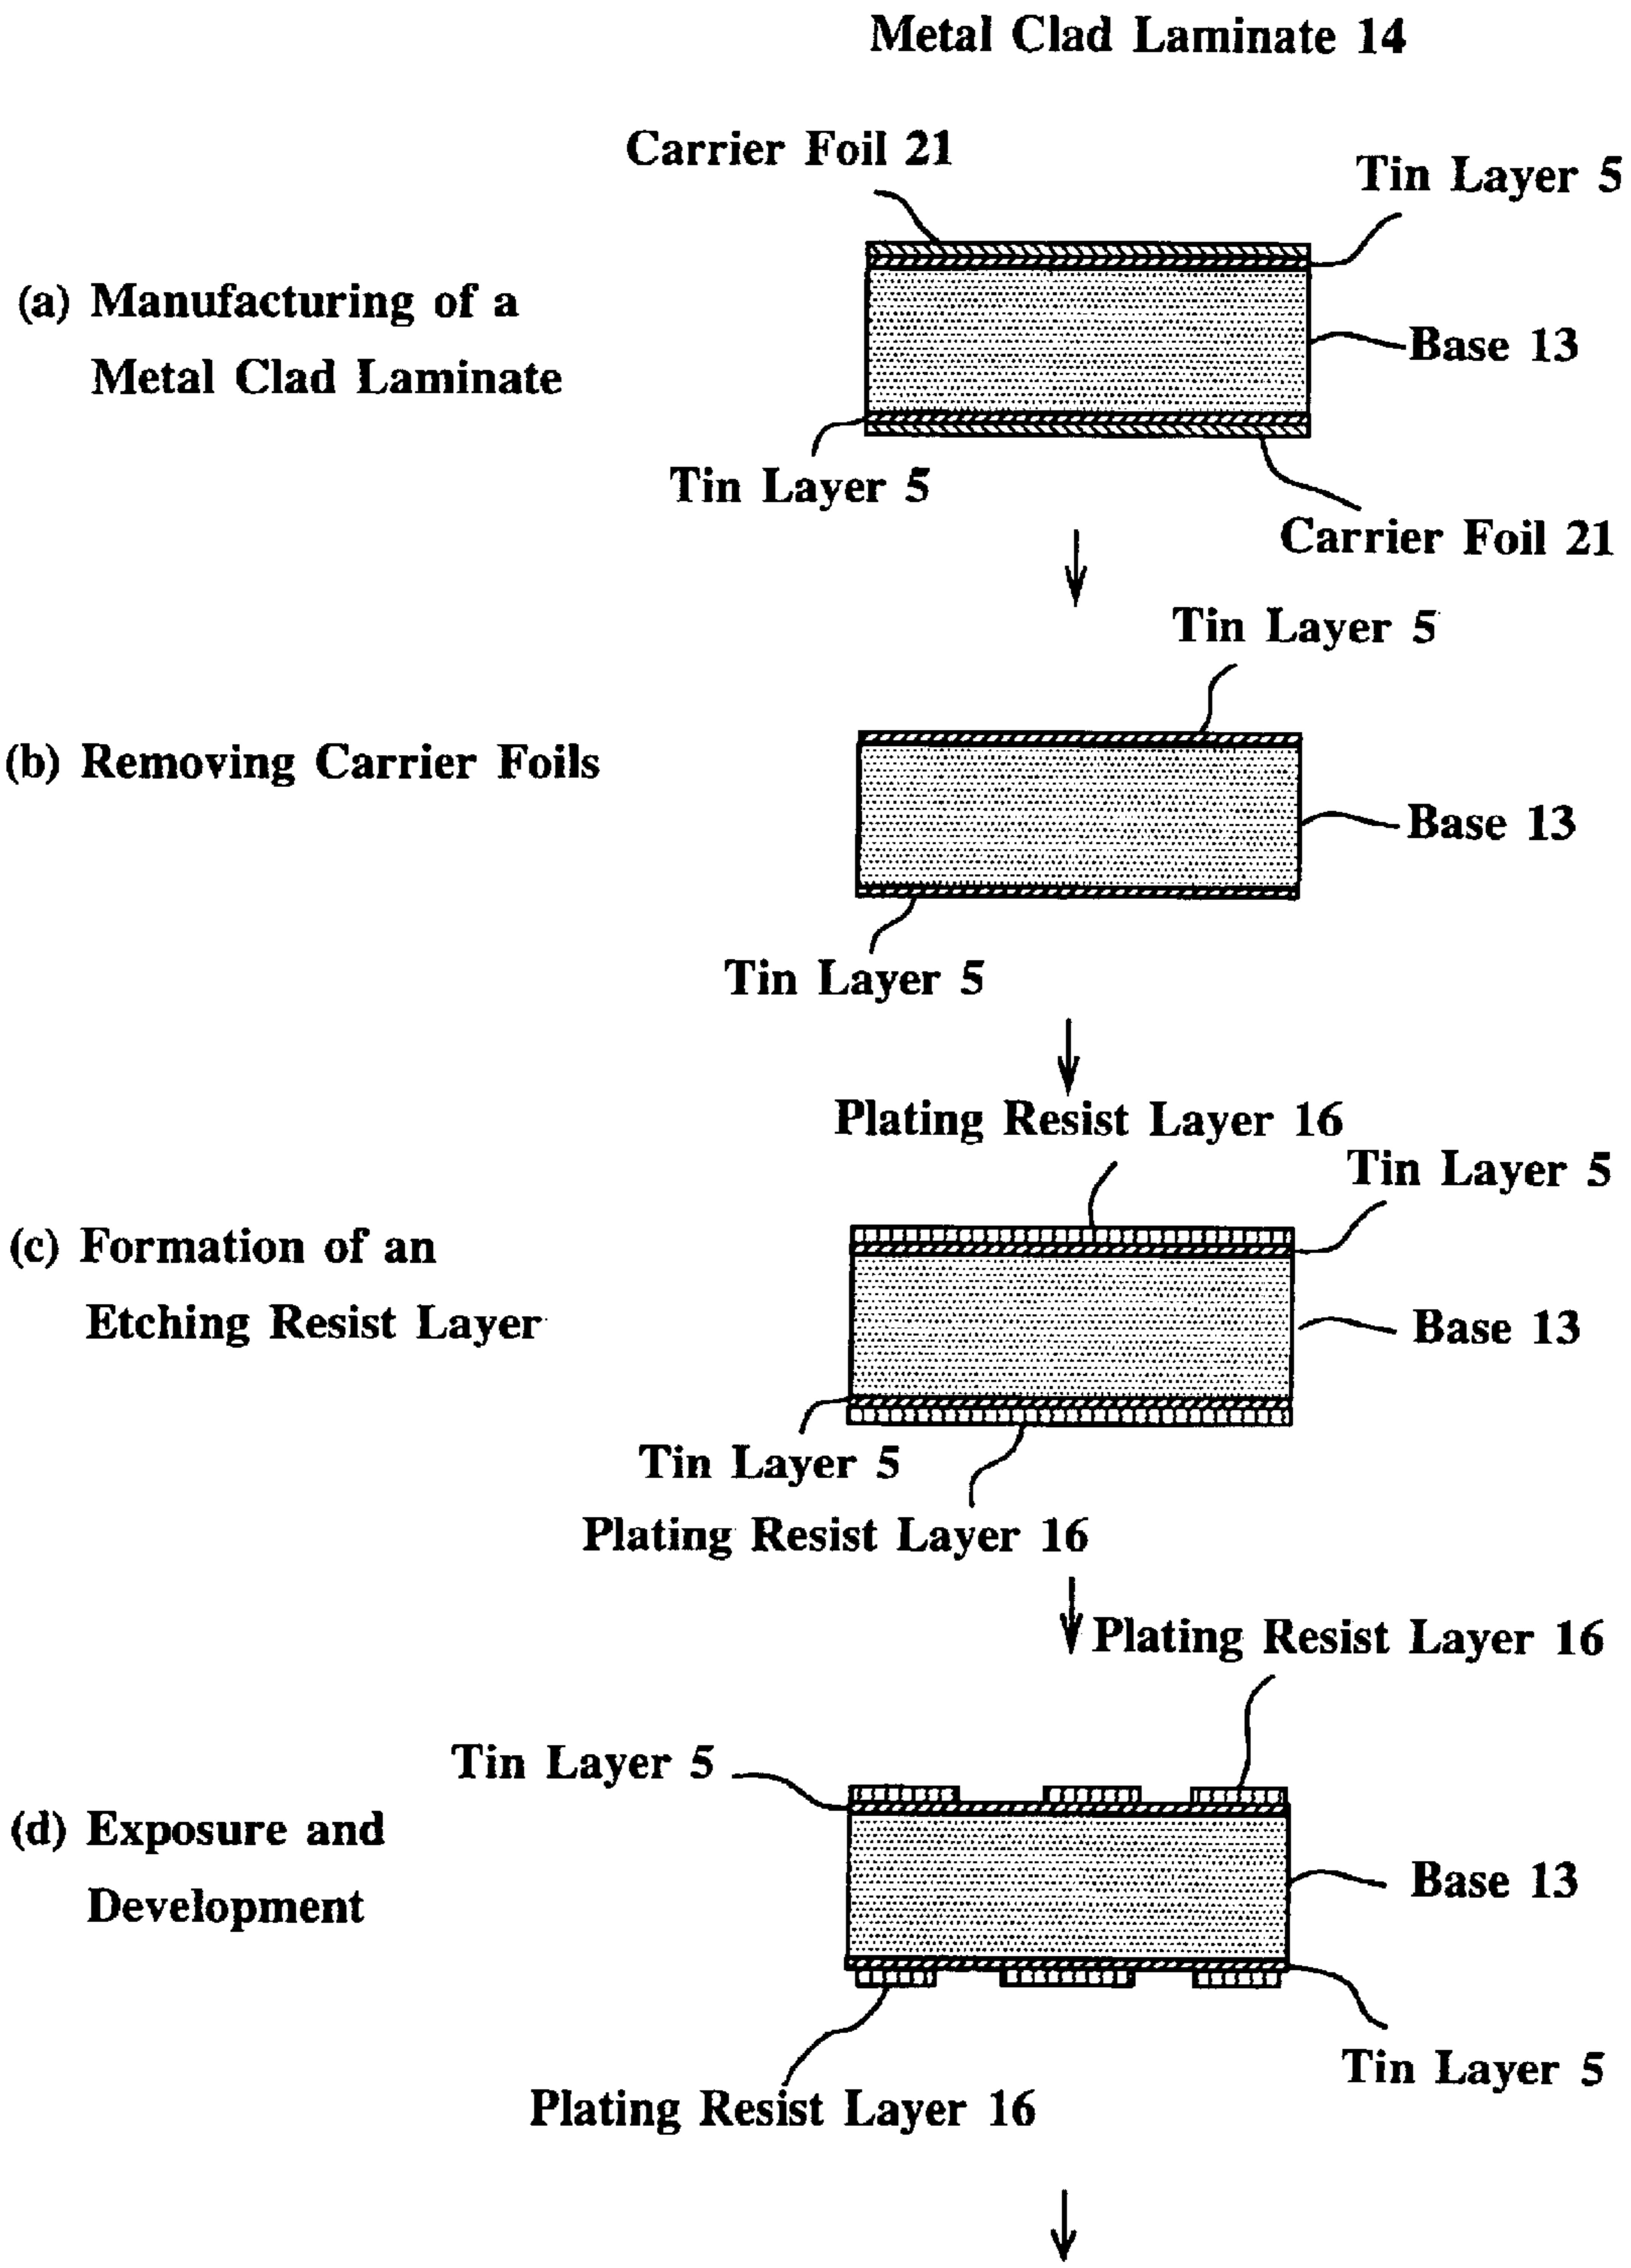 Metal Clad Laminate 14
Carrier Foil 21
Tin Layer 5
(a) Manufacturing of a
Metal Clad Laminate
Base 13
Tin Layer 5
Carrier Foil 21
Tin Layer 5
(b) Removing Carrier Foils
Base 13
Tin Layer 5
Plating Resist Layer 16
Tin Layer 5
(c) Formation of an
Etching Resist Layer
Base 13
Tin Layer 5
Plating Resist Layer 16
Plating Resist Layer 16
Tin Layer 5
(d) Exposure and
Development
Base 13
Tin Layer 5
Plating Resist Layer 16